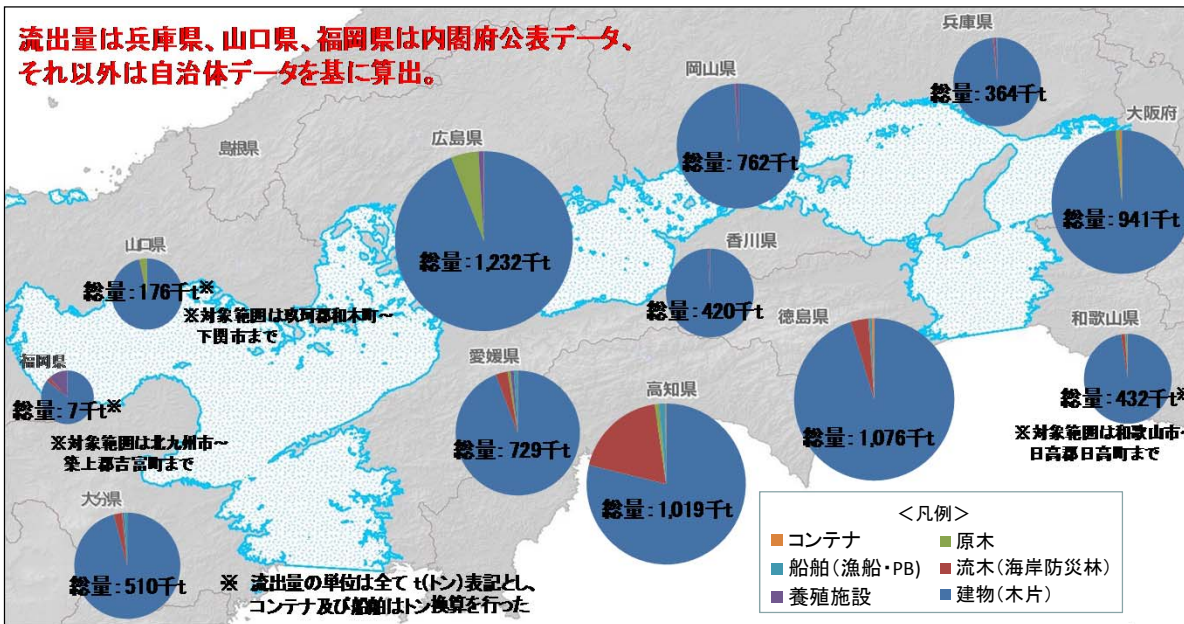 流出量は兵庫県、山口県、福岡県は内閣府公表データ、
それ以外は自治体データを基に算出。
兵庫県
総量:364千t
岡山県
総量:762千t
大阪府
総量:941千t
広島県
総量:1,232千t
島根県
山口県
総量:176千t※
※対象範囲は玖珂郡和木町~
下関市まで
香川県
総量:420千t
徳島県
総量:1,076千t
和歌山県
総量:432千t※
※対象範囲は和歌山市~
日高郡日高町まで
福岡県
総量:7千t※
※対象範囲は北九州市~
築上郡吉富町まで
愛媛県
総量:729千t
高知県
総量:1,019千t
大分県
総量:510千t
※ 流出量の単位は全て t(トン)表記とし、
コンテナ及び船舶はトン換算を行った
<凡例>
コンテナ
原木
船舶(漁船・PB)
流木(海岸防災林)
養殖施設
建物(木片)